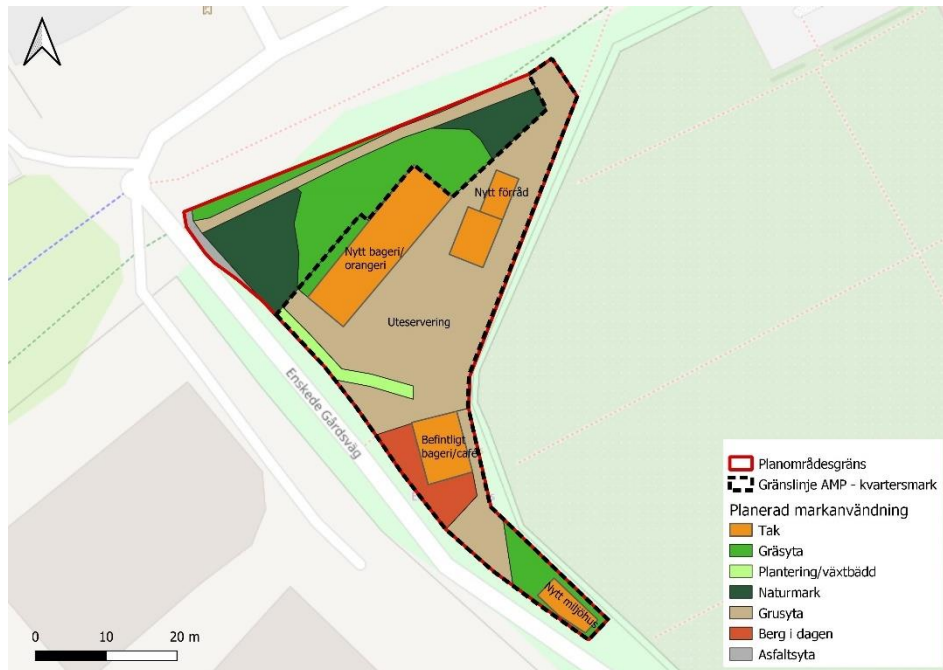 Nytt förråd
Nytt bageri/
orangeri
Uteservering
Enskede Gårdsväg
Befintligt
bageri/café
Nytt miljöhus
Planområdesgräns
Gränslinje AMP - kvartersmark
Planerad markanvändning
Tak
Gräsyta
Plantering/växtbädd
Naturmark
Grusyta
Berg i dagen
Asfaltsyta
0 10 20 m